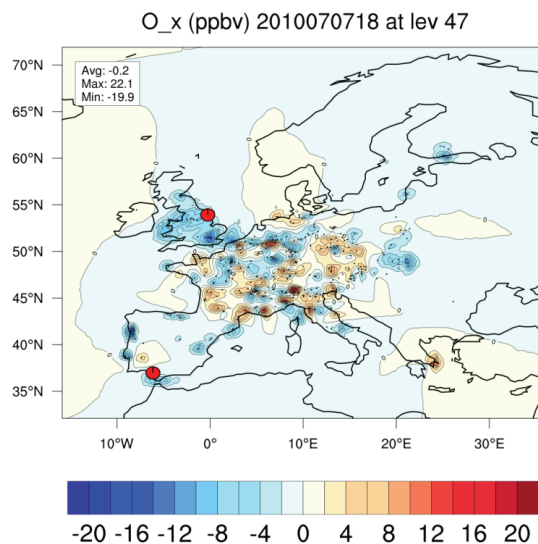 O_x (ppbv) 2010070718 at lev 47
Avg: -0.2
Max: 22.1
Min: -19.9
70°N
65°N
60°N
55°N
50°N
45°N
40°N
35°N
10°W 0° 10°E 20°E 30°E
-20 -16 -12 -8 -4 0 4 8 12 16 20